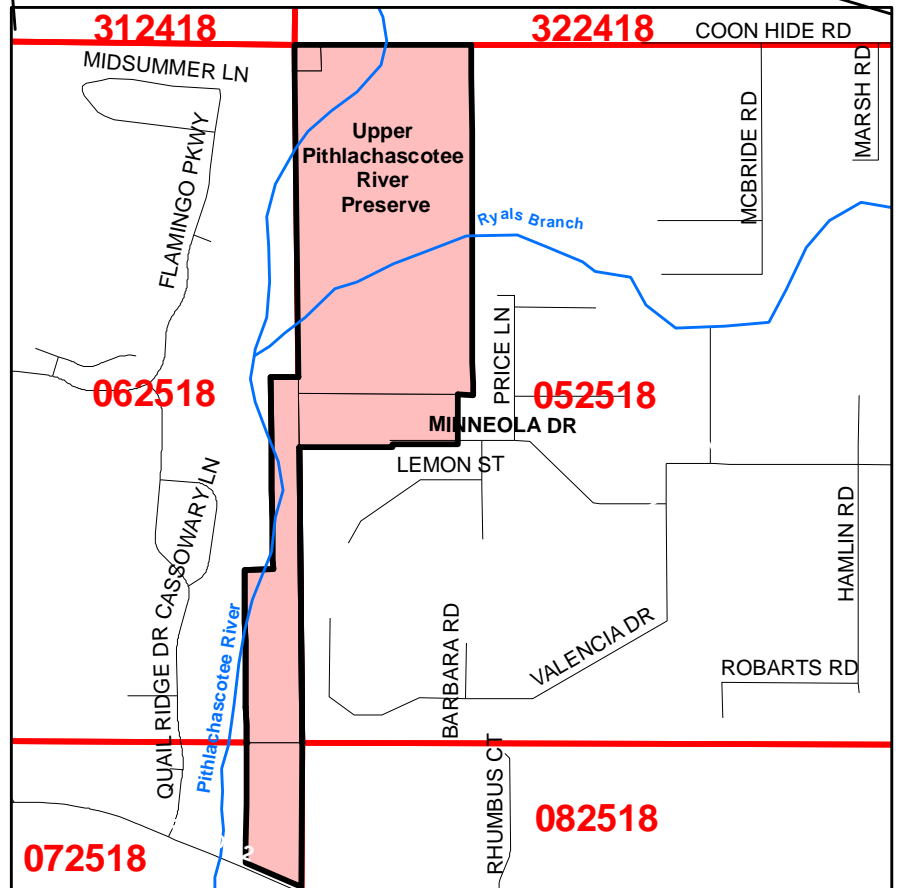 312418
322418
COON HIDE RD
MIDSUMMER LN
MARSH RD
MCBRIDE RD
FLAMINGO PKWY
Upper
Pithlachascotee
River
Preserve
Ryals Branch
PRICE LN
062518
052518
MINNEOLA DR
LEMON ST
CASSOWARY LN
HAMLIN RD
QUAIL RIDGE DR
Pithlachascotee River
BARBARA RD
VALENCIA DR
ROBARTS RD
RHUMBUS CT
082518
072518
2